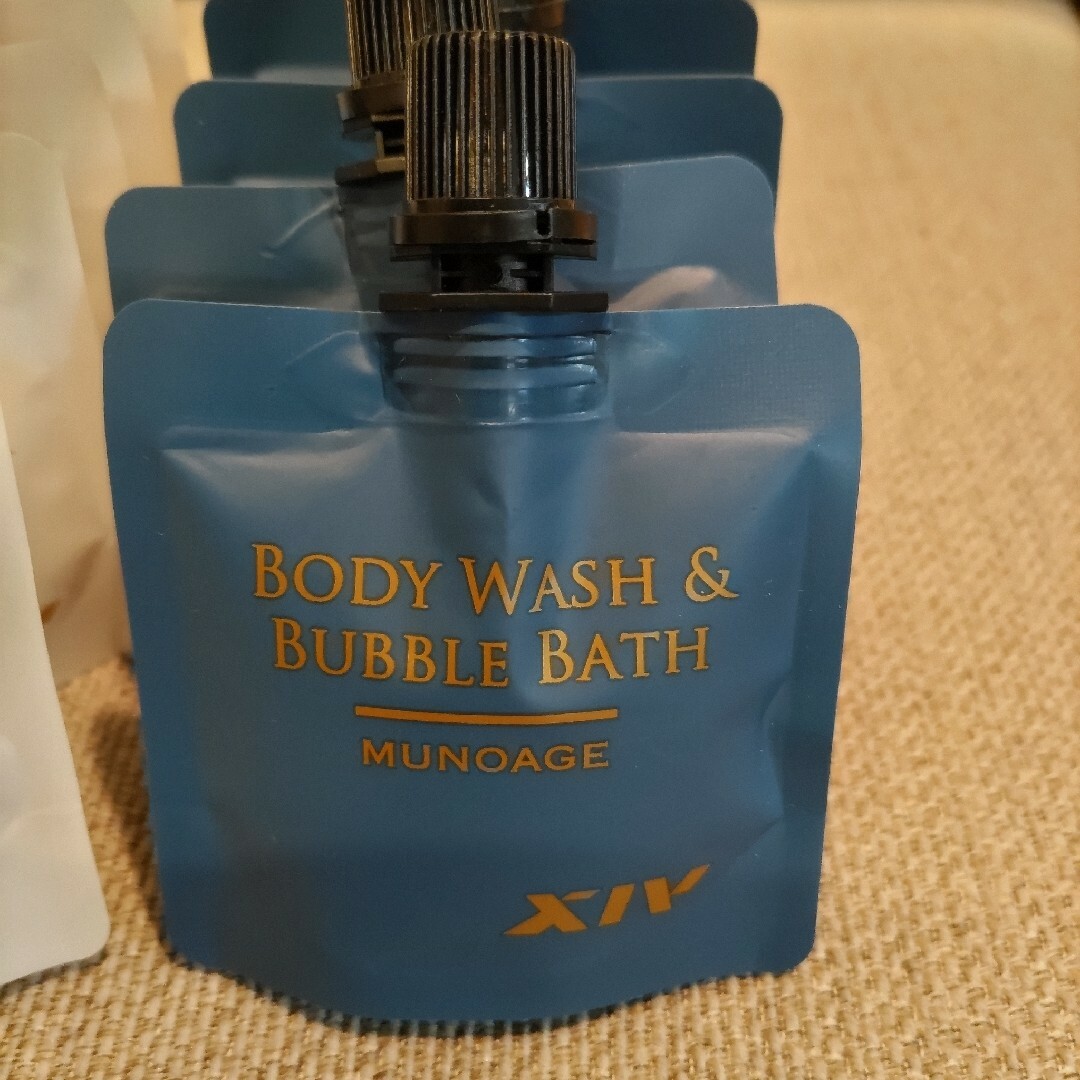 BODY WASH &
BUBBLE BATH
MUNOAGE
XIV